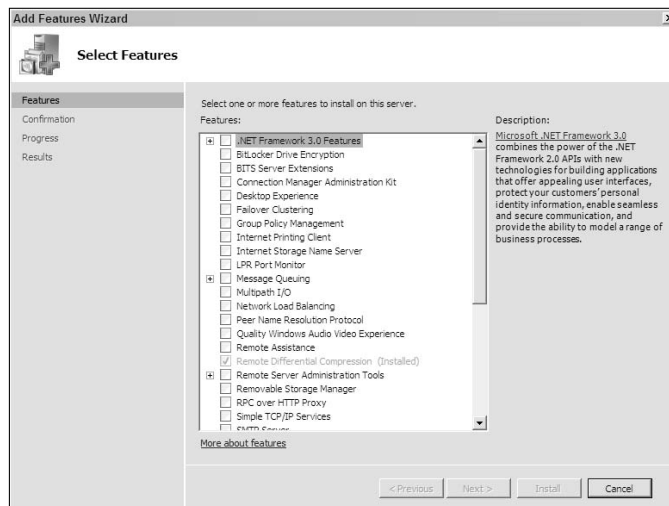 Add Features Wizard
Select Features
Features
Confirmation
Progress
Results
Select one or more features to install on this server.
Features:
.NET Framework 3.0 Features
BitLocker Drive Encryption
BITS Server Extensions
Connection Manager Administration Kit
Desktop Experience
Failover Clustering
Group Policy Management
Internet Printing Client
Internet Storage Name Server
LPR Port Monitor
Message Queuing
Multipath I/O
Network Load Balancing
Peer Name Resolution Protocol
Quality Windows Audio Video Experience
Remote Assistance
Remote Differential Compression (Installed)
Remote Server Administration Tools
Removable Storage Manager
RPC over HTTP Proxy
Simple TCP/IP Services
SMTP Server
More about features
Description:
Microsoft .NET Framework 3.0
combines the power of the .NET
Framework 2.0 APIs with new
technologies for building applications
that offer appealing user interfaces,
protect your customers' personal
identity information, enable seamless
and secure communication, and
provide the ability to model a range of
business processes.
< Previous
Next >
Install
Cancel